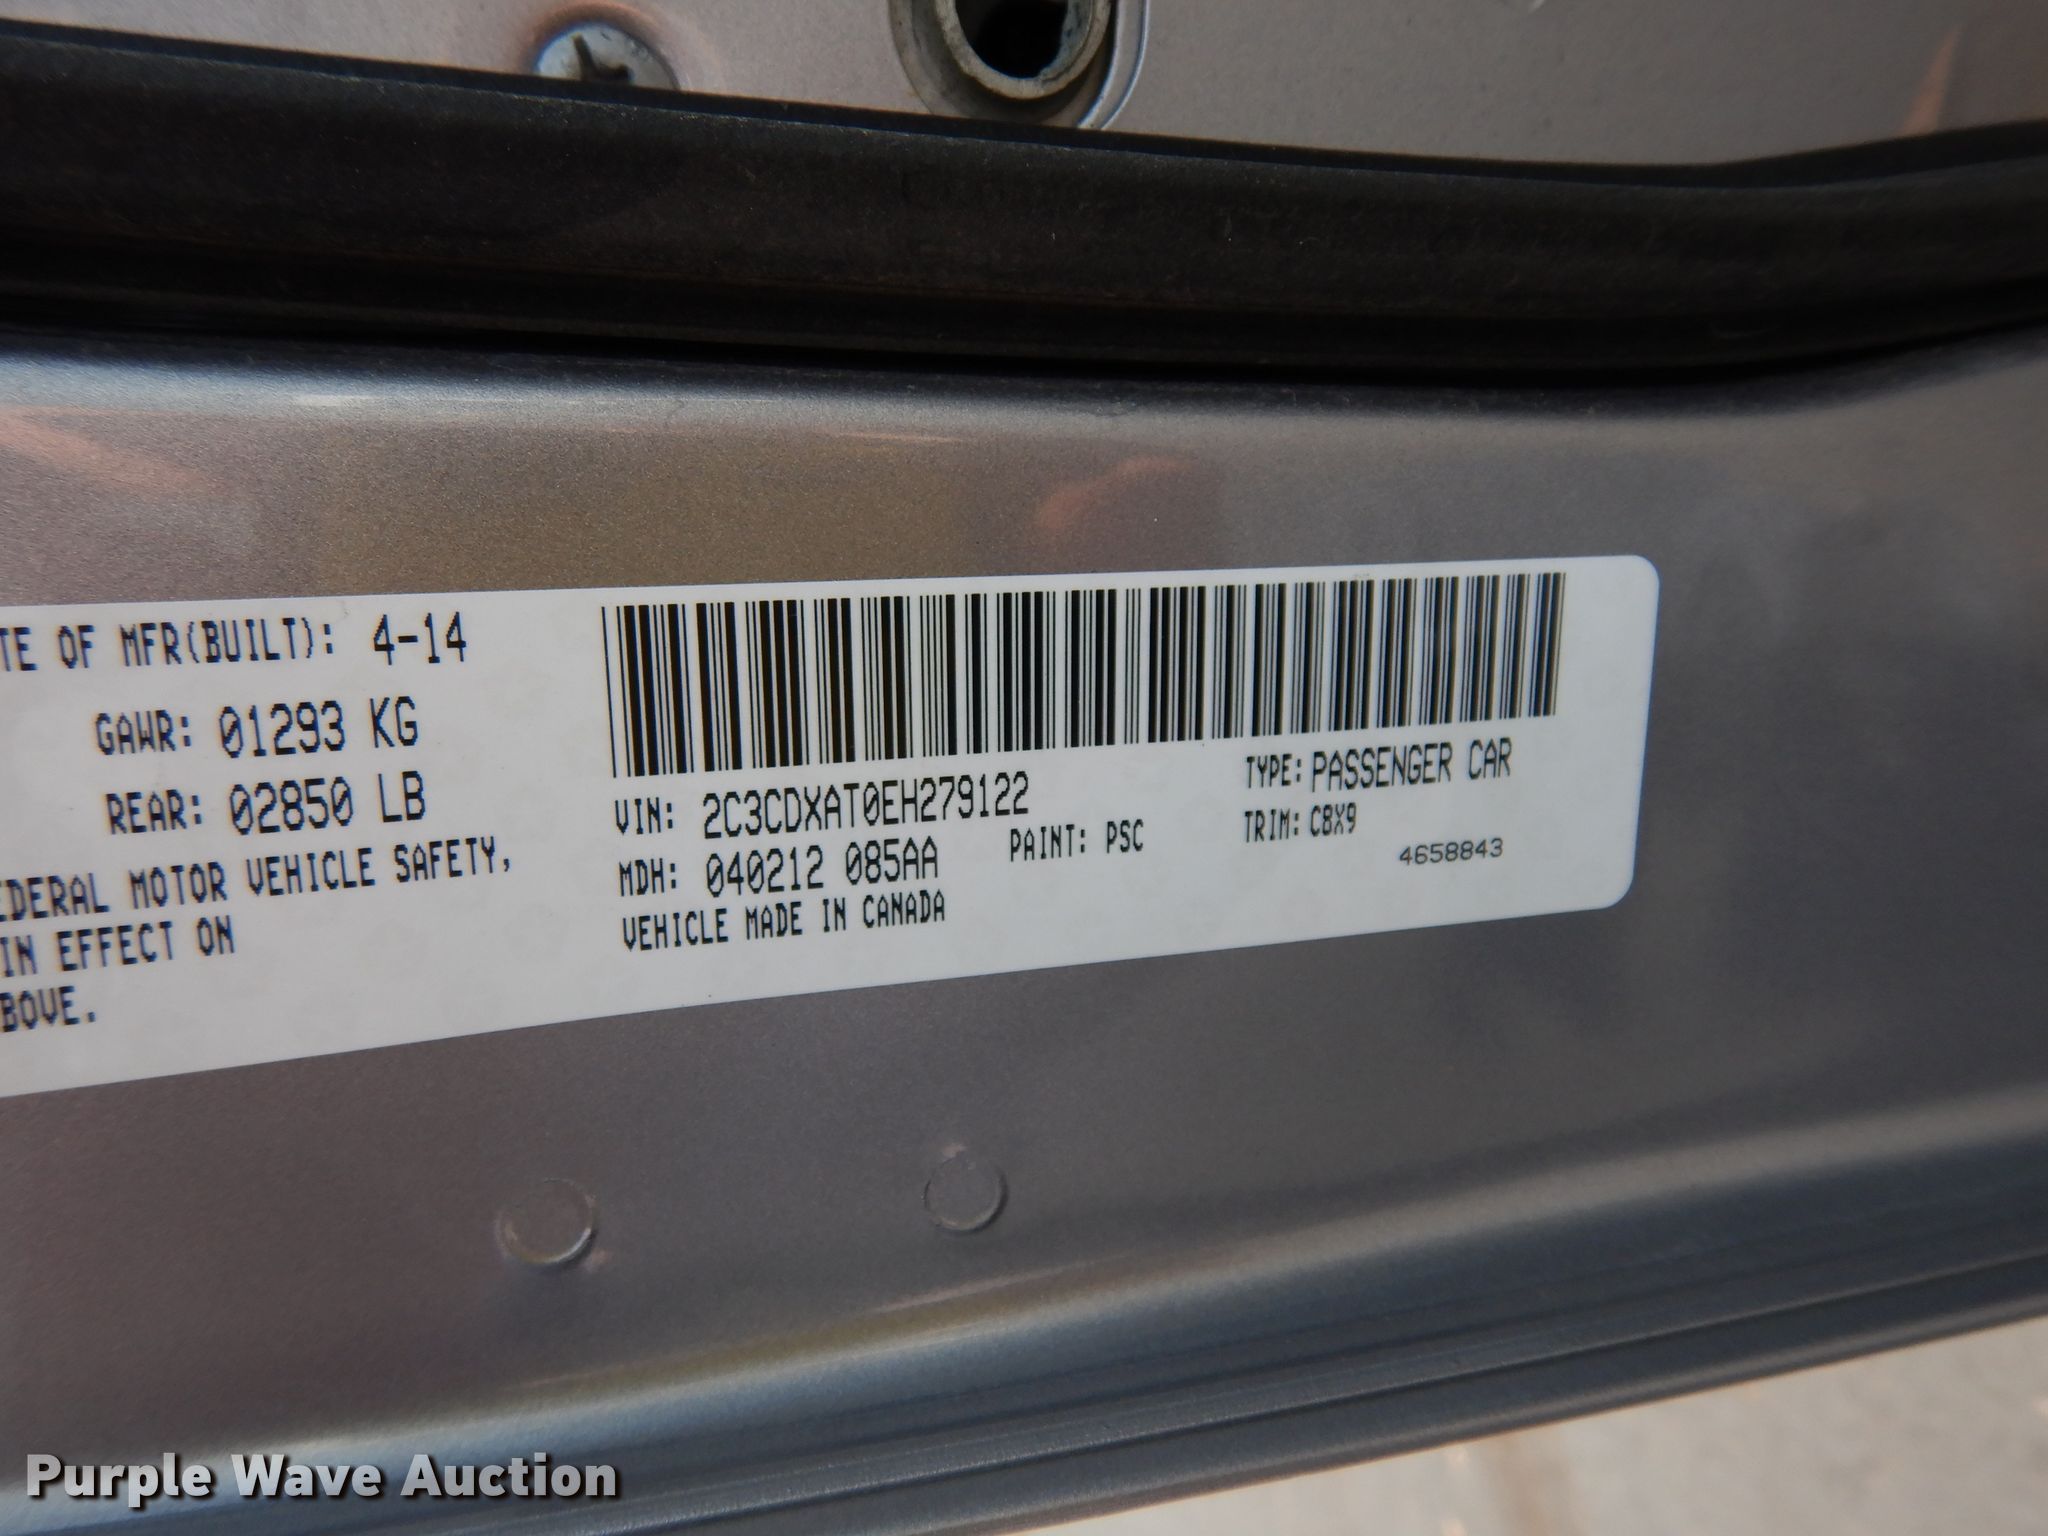 TE OF MFR(BUILT): 4-14
GAWR: 01293 KG
REAR: 02850 LB
EDERAL MOTOR VEHICLE SAFETY,
IN EFFECT ON
BOVE.
VIN: 2C3CDXAT0EH279122
TYPE: PASSENGER CAR
MDH: 040212 085AA
PAINT: PSC
TRIM: C8X9
VEHICLE MADE IN CANADA
4658843
Purple Wave Auction